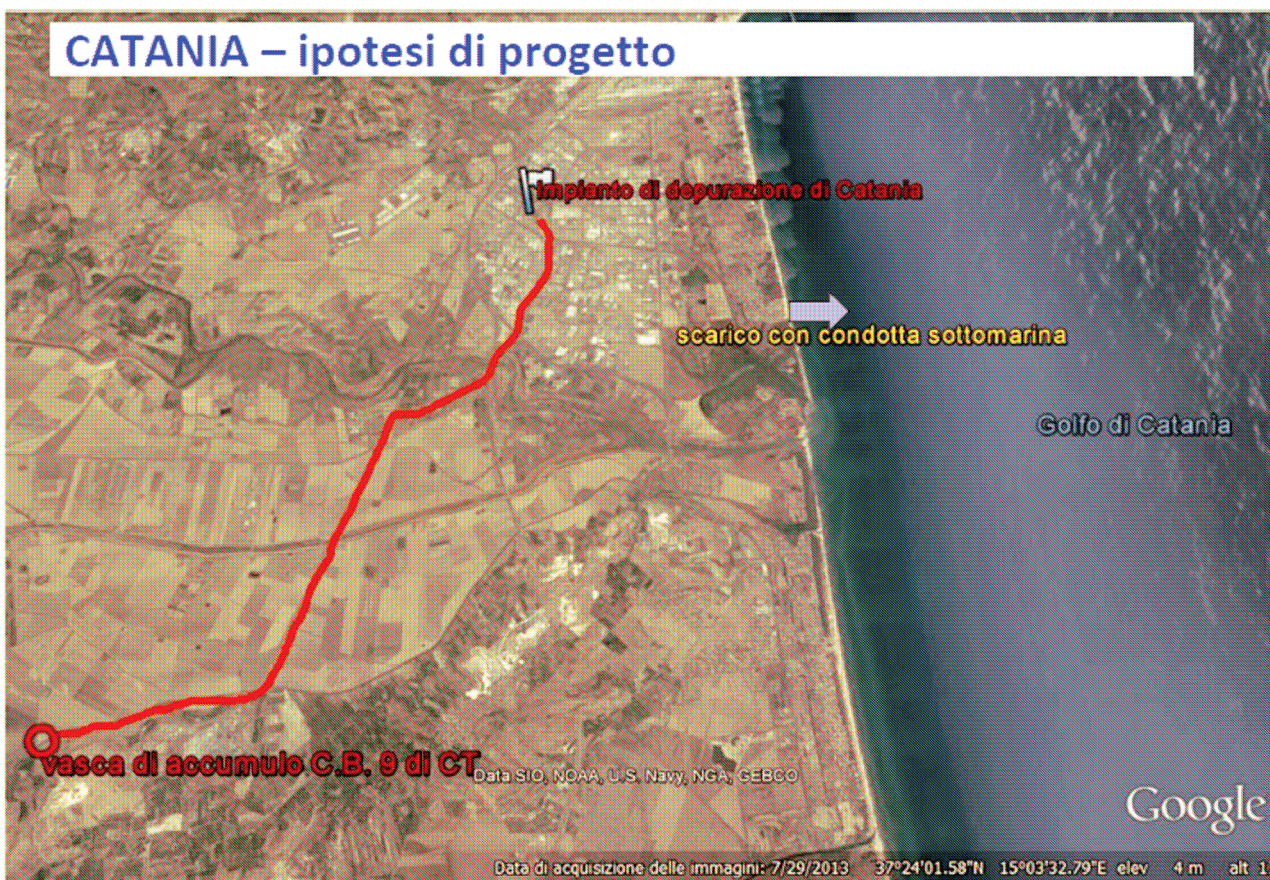 CATANIA – ipotesi di progetto
Impianto di depurazione di Catania
scarico con condotta sottomarina
Golfo di Catania
vasca di accumulo C.B. 9 di CT
Data SIO, NOAA, U.S. Navy, NGA, GEBCO
Google
Data di acquisizione delle immagini: 7/29/2013 37°24'01.58"N 15°03'32.79"E elev 4 m alt